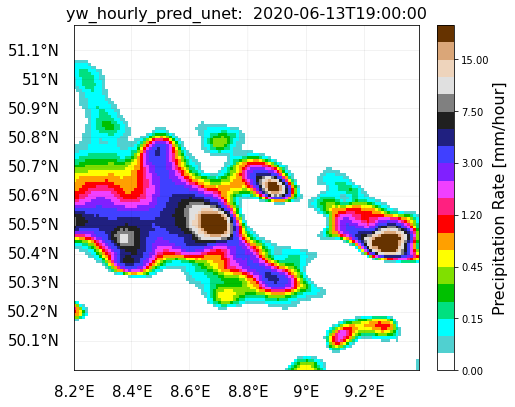 yw_hourly_pred_unet:  2020-06-13T19:00:00
51.1°N
51°N
50.9°N
50.8°N
50.7°N
50.6°N
50.5°N
50.4°N
50.3°N
50.2°N
50.1°N
8.2°E 8.4°E 8.6°E 8.8°E 9°E 9.2°E
15.00
7.50
3.00
1.20
0.45
0.15
0.00
Precipitation Rate [mm/hour]